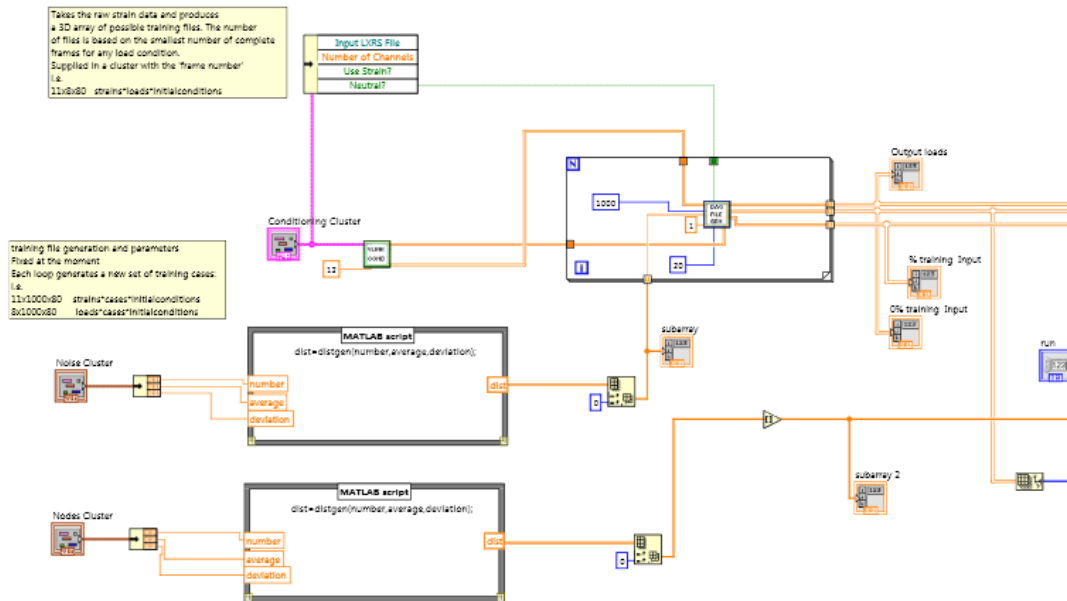 Takes the raw strain data and produces
a 3D array of possible training files. The number
of files is based on the smallest number of complete
frames for any load condition.
Supplied in a cluster with the 'frame number'
i.e.
11x8x80 strains*loads*initialconditions
Input LXRS File
Number of Channels
Use Strain?
Neutral?
Output loads
N
1000
1
20
i
DAQ
FILE
GEN
Conditioning Cluster
COND
12
training file generation and parameters
Fixed at the moment
Each loop generates a new set of training cases:
i.e.
11x1000x80 strains*cases*initialconditions
8x1000x80 loads*cases*initialconditions
% training Input
0% training Input
subarray
run
MATLAB script
dist=distgen(number,average,deviation);
Noise Cluster
number
average
deviation
dist
0
subarray 2
MATLAB script
dist=distgen(number,average,deviation);
Nodes Cluster
number
average
deviation
dist
0